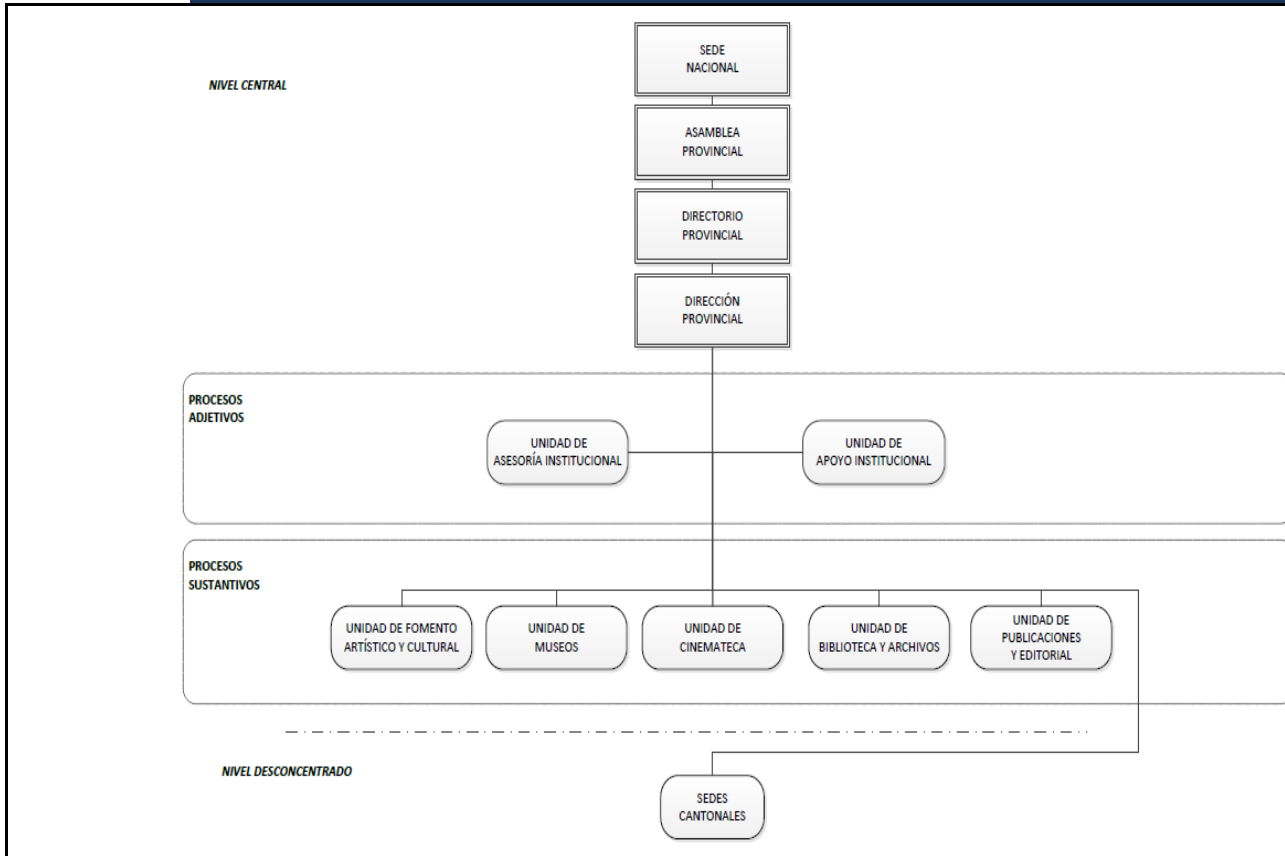 SEDE
NACIONAL
NIVEL CENTRAL
ASAMBLEA
PROVINCIAL
DIRECTORIO
PROVINCIAL
DIRECCIÓN
PROVINCIAL
PROCESOS
ADJETIVOS
UNIDAD DE
ASESORÍA INSTITUCIONAL
UNIDAD DE
APOYO INSTITUCIONAL
PROCESOS
SUSTANTIVOS
UNIDAD DE FOMENTO
ARTÍSTICO Y CULTURAL
UNIDAD DE
MUSEOS
UNIDAD DE
CINEMATECA
UNIDAD DE
BIBLIOTECA Y ARCHIVOS
UNIDAD DE
PUBLICACIONES
Y EDITORIAL
NIVEL DESCONCENTRADO
SEDES
CANTONALES